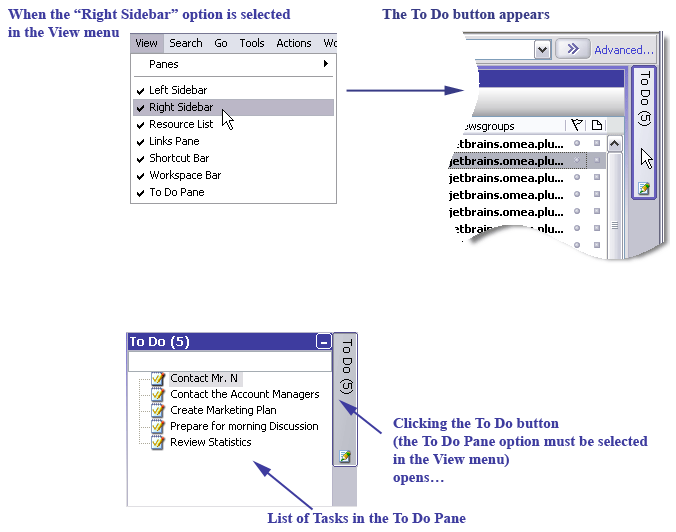 When the “Right Sidebar” option is selected
in the View menu
The To Do button appears
View Search Go Tools Actions
Panes
Left Sidebar
Right Sidebar
Resource List
Links Pane
Shortcut Bar
Workspace Bar
To Do Pane
Advanced...
To Do (5)
wsgroups
jetbrains.omea.plu...
jetbrains.omea.plu...
jetbrains.omea.plu...
jetbrains.omea.plu...
jetbrains.omea.plu...
To Do (5)
To Do (5)
Contact Mr. N
Contact the Account Managers
Create Marketing Plan
Prepare for morning Discussion
Review Statistics
Clicking the To Do button
(the To Do Pane option must be selected
in the View menu)
opens…
List of Tasks in the To Do Pane